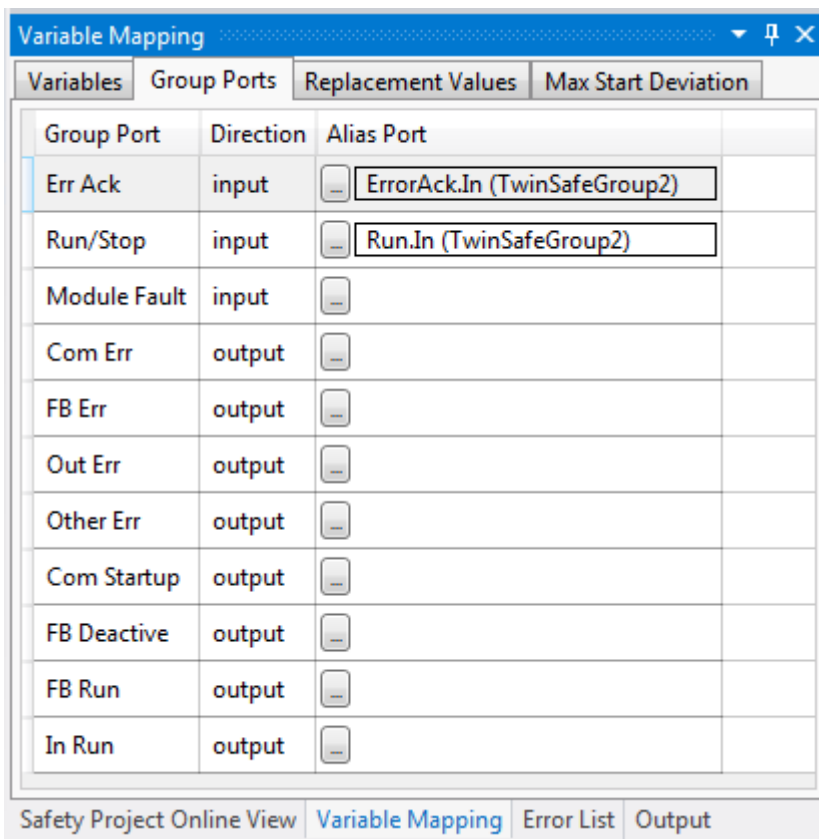 Variable Mapping
Variables Group Ports Replacement Values Max Start Deviation
Group Port Direction Alias Port
Err Ack input ... ErrorAck.In (TwinSafeGroup2)
Run/Stop input ... Run.In (TwinSafeGroup2)
Module Fault input ...
Com Err output ...
FB Err output ...
Out Err output ...
Other Err output ...
Com Startup output ...
FB Deactive output ...
FB Run output ...
In Run output ...
Safety Project Online View Variable Mapping Error List Output